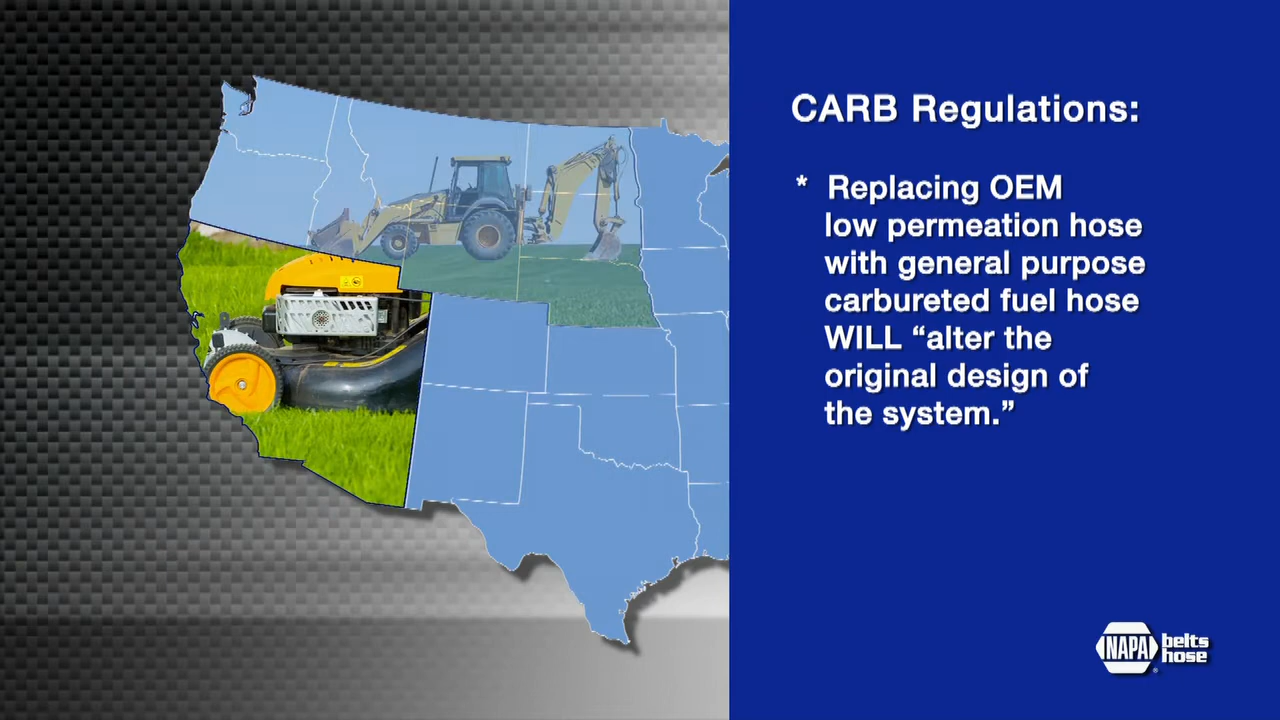 CARB Regulations:
* Replacing OEM
low permeation hose
with general purpose
carbureted fuel hose
WILL “alter the
original design of
the system.”
NAPA belts
hose